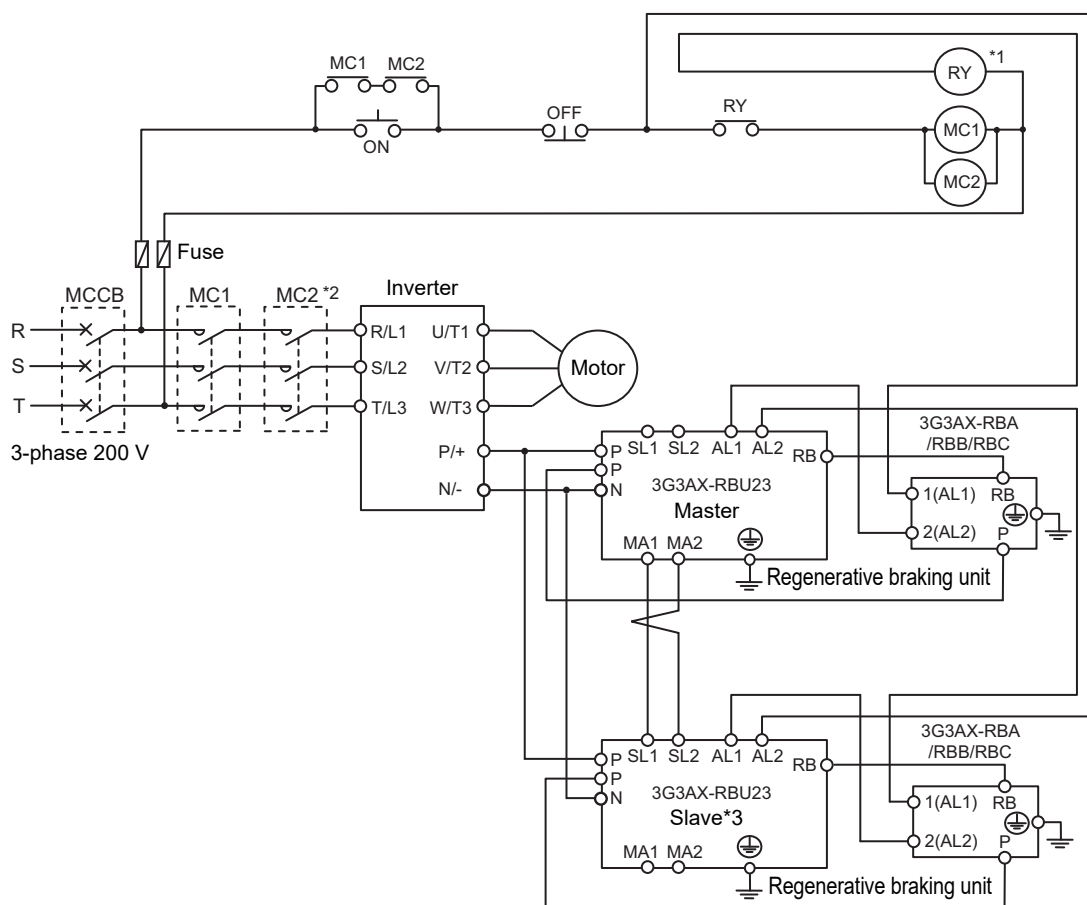 MC1 MC2
ON
OFF
RY
RY *1
MC1
MC2
Fuse
MCCB
MC1
MC2 *2
Inverter
R
S
T
3-phase 200 V
R/L1
S/L2
T/L3
U/T1
V/T2
W/T3
P/+
N/-
Motor
SL1 SL2 AL1 AL2
P
P
N
RB
3G3AX-RBU23
Master
MA1 MA2
Regenerative braking unit
3G3AX-RBA
/RBB/RBC
1(AL1)
2(AL2)
RB
P
SL1 SL2 AL1 AL2
P
P
N
RB
3G3AX-RBU23
Slave*3
MA1 MA2
Regenerative braking unit
3G3AX-RBA
/RBB/RBC
1(AL1)
2(AL2)
RB
P